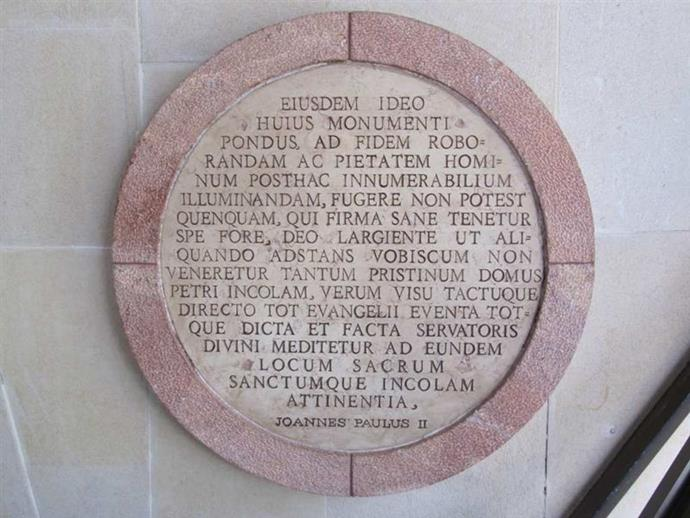 EIUSDEM IDEO
HUIUS MONUMENTI
PONDUS, AD FIDEM ROBO=
RANDAM AC PIETATEM HOMI=
NUM POSTHAC INNUMERABILIUM
ILLUMINANDAM, FUGERE NON POTEST
QUENQUAM, QUI FIRMA SANE TENETUR
SPE FORE, DEO LARGIENTE UT ALI=
QUANDO ADSTANS VOBISCUM NON
VENERETUR TANTUM PRISTINUM DOMUS
PETRI INCOLAM, VERUM VISU TACTUQUE
DIRECTO TOT EVANGELII EVENTA TOT=
QUE DICTA ET FACTA SERVATORIS
DIVINI MEDITETUR AD EUNDEM
LOCUM SACRUM
SANCTUMQUE INCOLAM
ATTINENTIA,
JOANNES PAULUS II